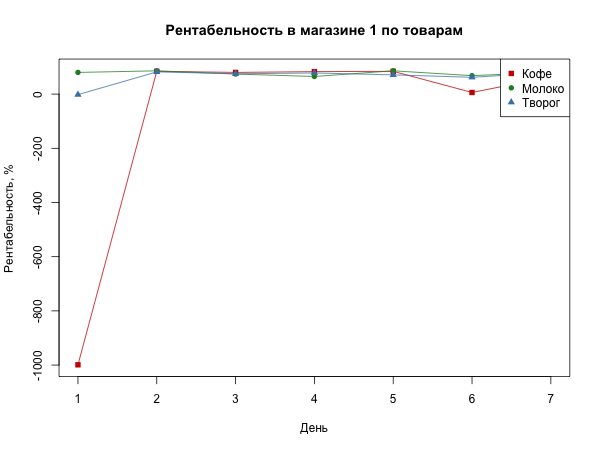 Рентабельность в магазине 1 по товарам
Рентабельность, %
0
-200
-400
-600
-800
-1000
Кофе
Молоко
Творог
1 2 3 4 5 6 7
День